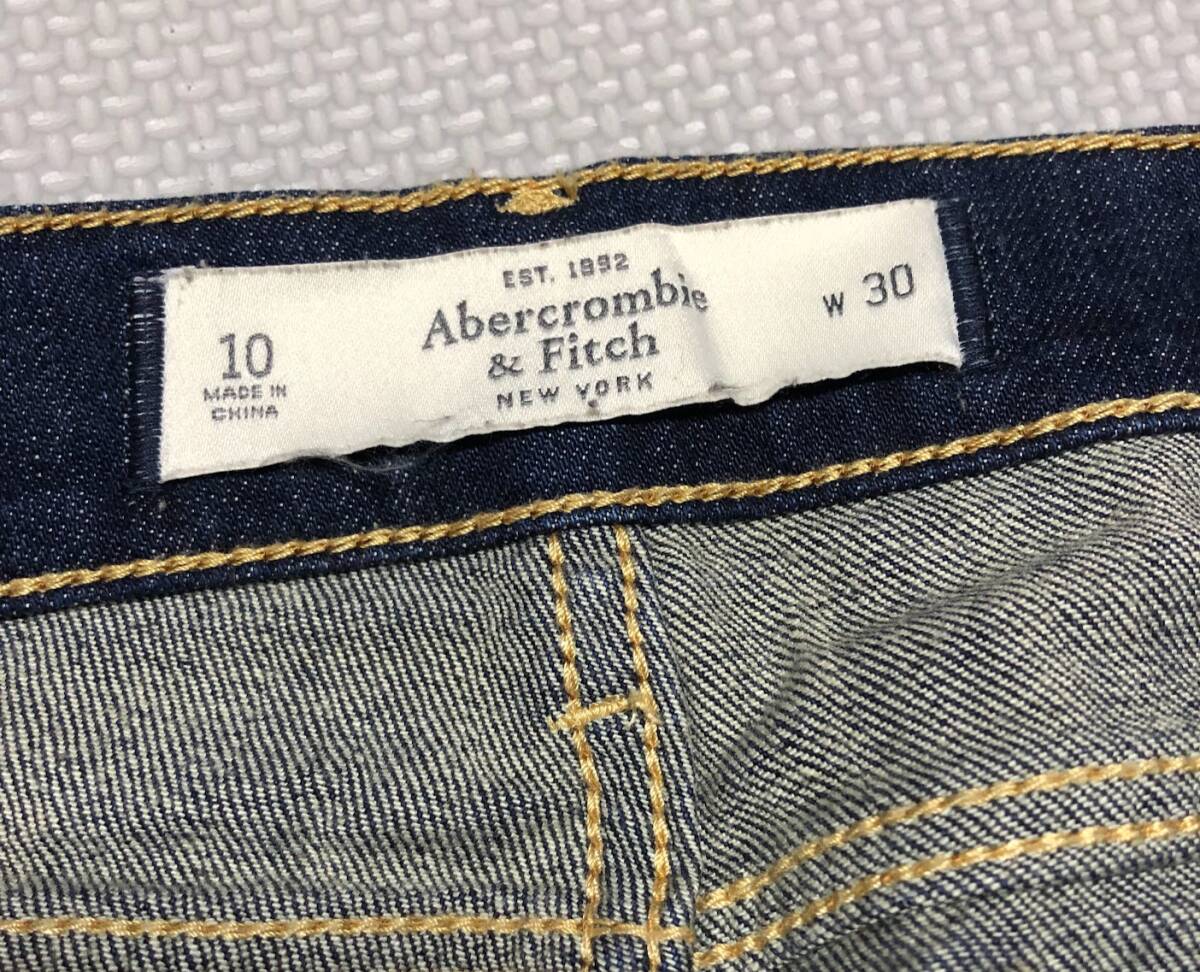 10
MADE IN
CHINA
EST. 1892
Abercrombie
& Fitch
NEW YORK
W 30